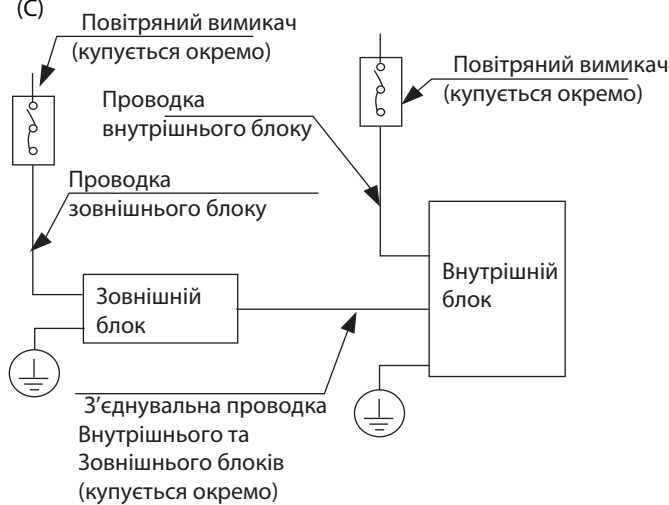 (C)
Повітряний вимикач
(купується окремо)
Повітряний вимикач
(купується окремо)
Проводка
внутрішнього блоку
Проводка
зовнішнього блоку
Зовнішній
блок
Внутрішній
блок
З’єднувальна проводка
Внутрішнього та
Зовнішнього блоків
(купується окремо)